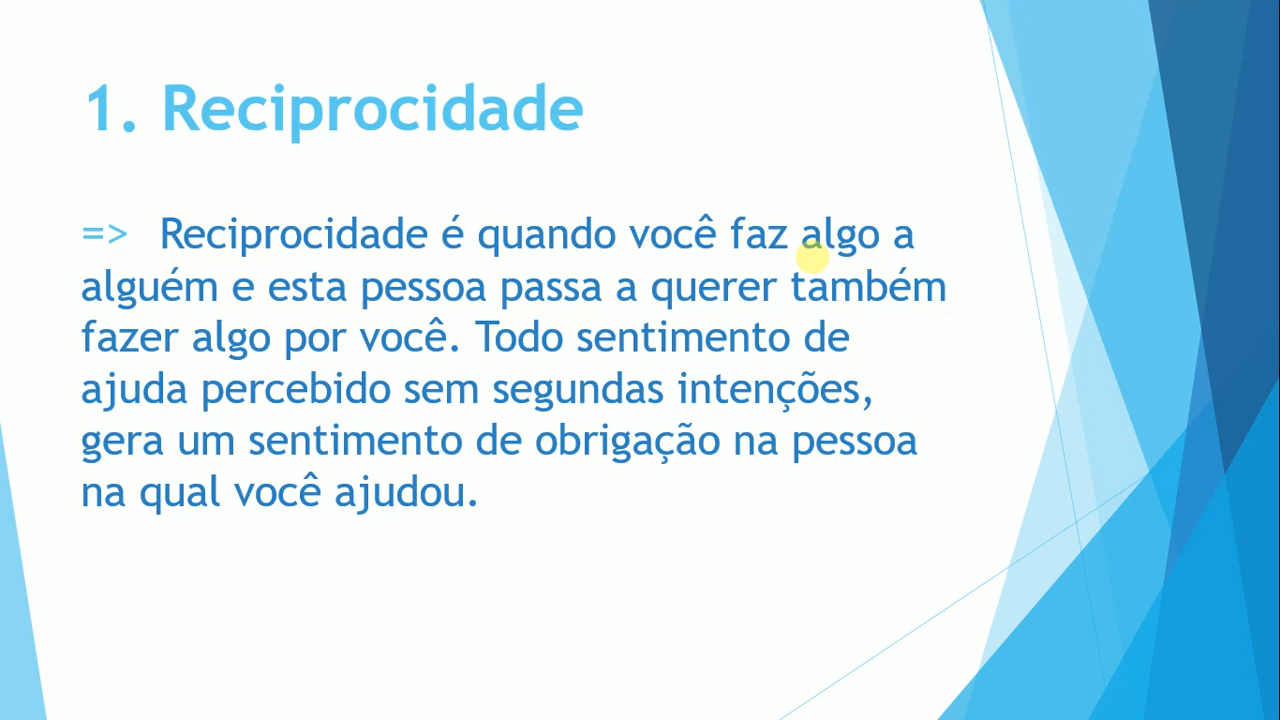 1. Reciprocidade
=> Reciprocidade é quando você faz algo a
alguém e esta pessoa passa a querer também
fazer algo por você. Todo sentimento de
ajuda percebido sem segundas intenções,
gera um sentimento de obrigação na pessoa
na qual você ajudou.